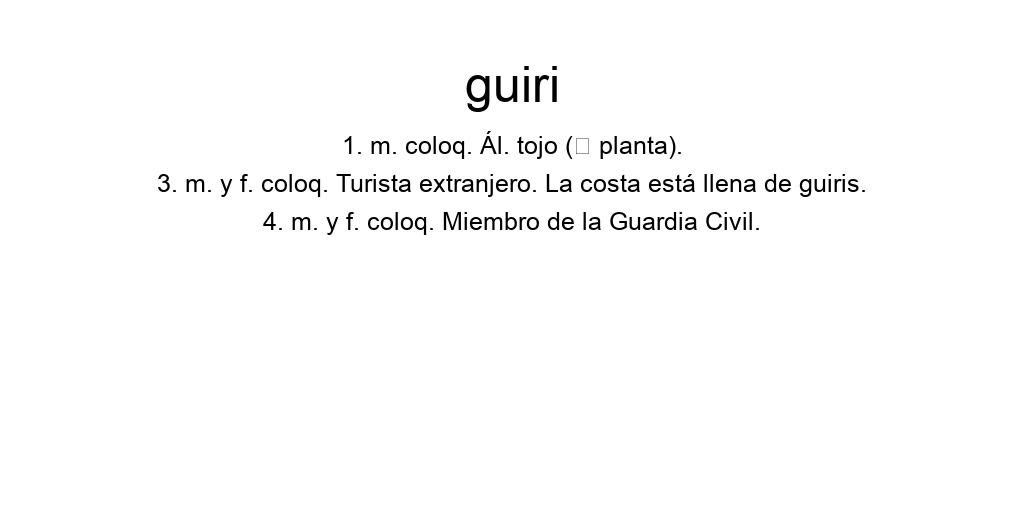 guiri
1. m. coloq. Ál. tojo (□ planta).
3. m. y f. coloq. Turista extranjero. La costa está llena de guiris.
4. m. y f. coloq. Miembro de la Guardia Civil.